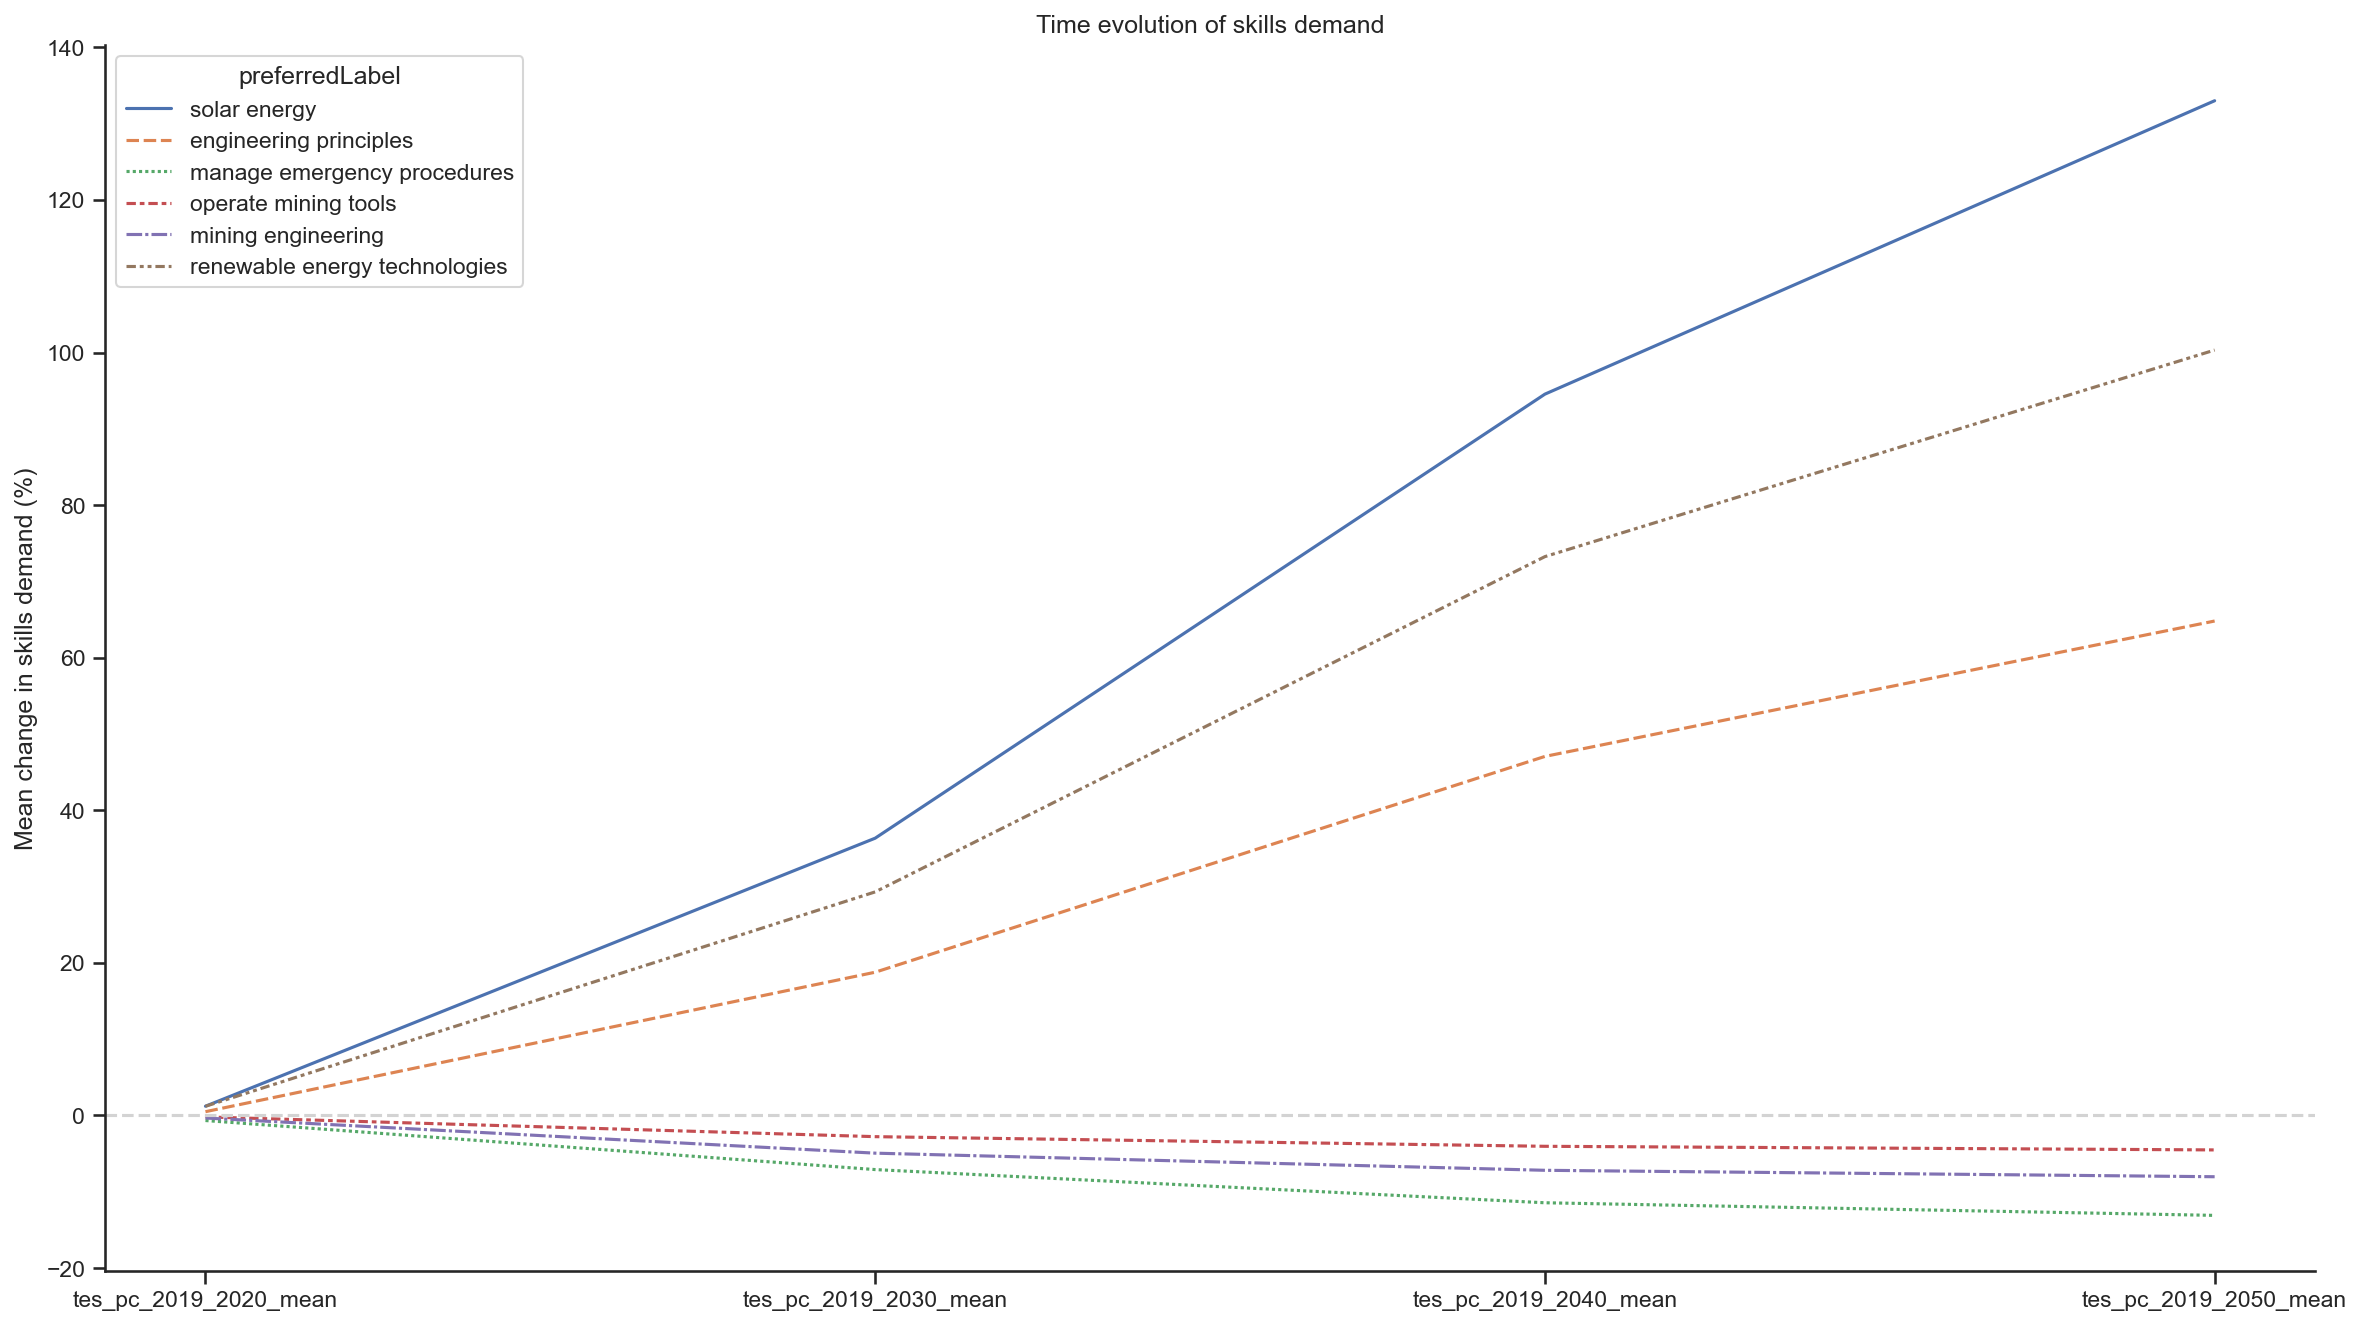 Time evolution of skills demand
140
120
100
80
60
40
20
0
−20
Mean change in skills demand (%)
preferredLabel
solar energy
engineering principles
manage emergency procedures
operate mining tools
mining engineering
renewable energy technologies
tes_pc_2019_2020_mean
tes_pc_2019_2030_mean
tes_pc_2019_2040_mean
tes_pc_2019_2050_mean